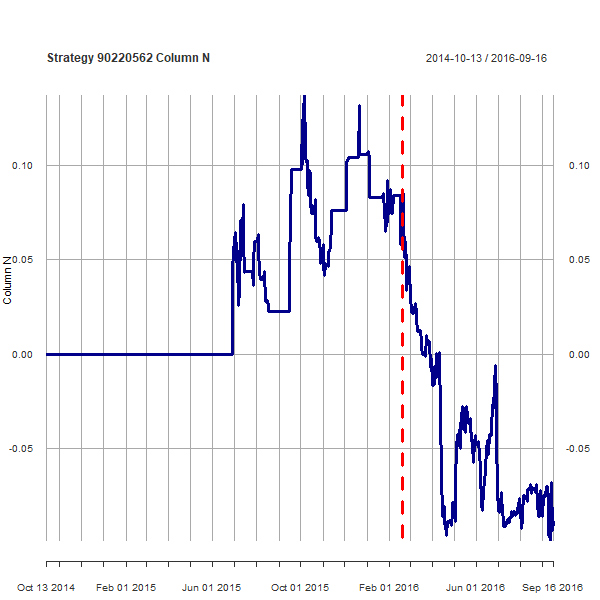 Strategy 90220562 Column N
2014-10-13 / 2016-09-16
0.10 0.10
0.05 0.05
Column N
0.00 0.00
-0.05 -0.05
Oct 13 2014 Feb 01 2015 Jun 01 2015 Oct 01 2015 Feb 01 2016 Jun 01 2016 Sep 16 2016